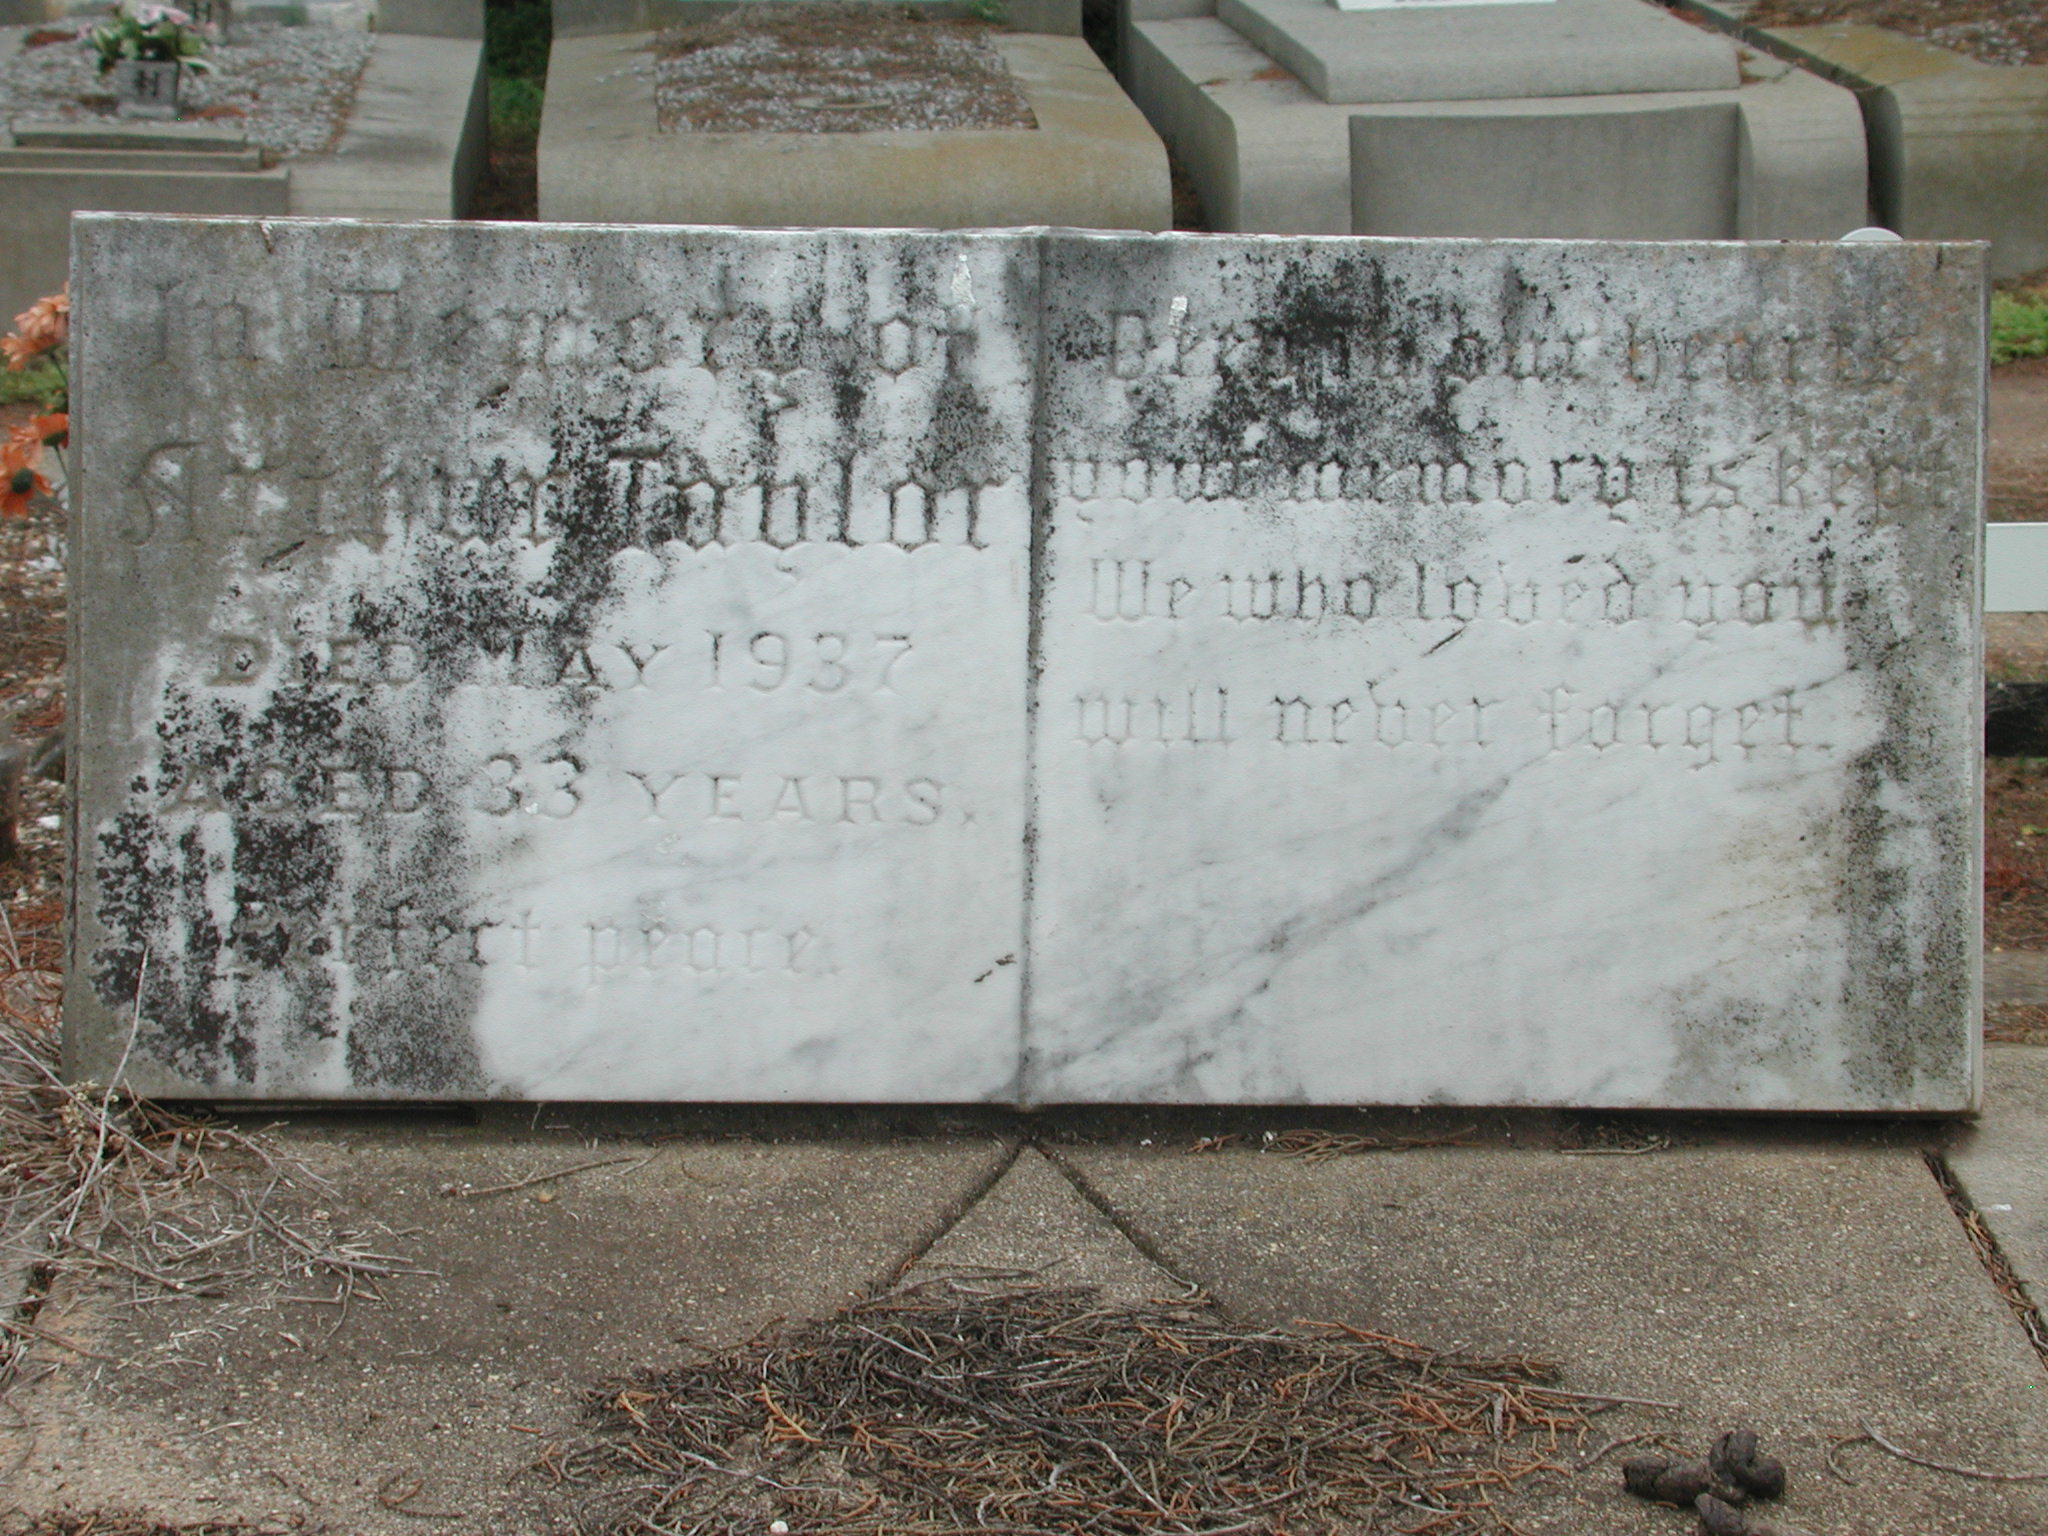 In Memory of
Arthur Taylor
DIED MAY 1937
AGED 33 YEARS.
Perfect peace.
Deep in our hearts
your memory is kept
We who loved you
will never forget.